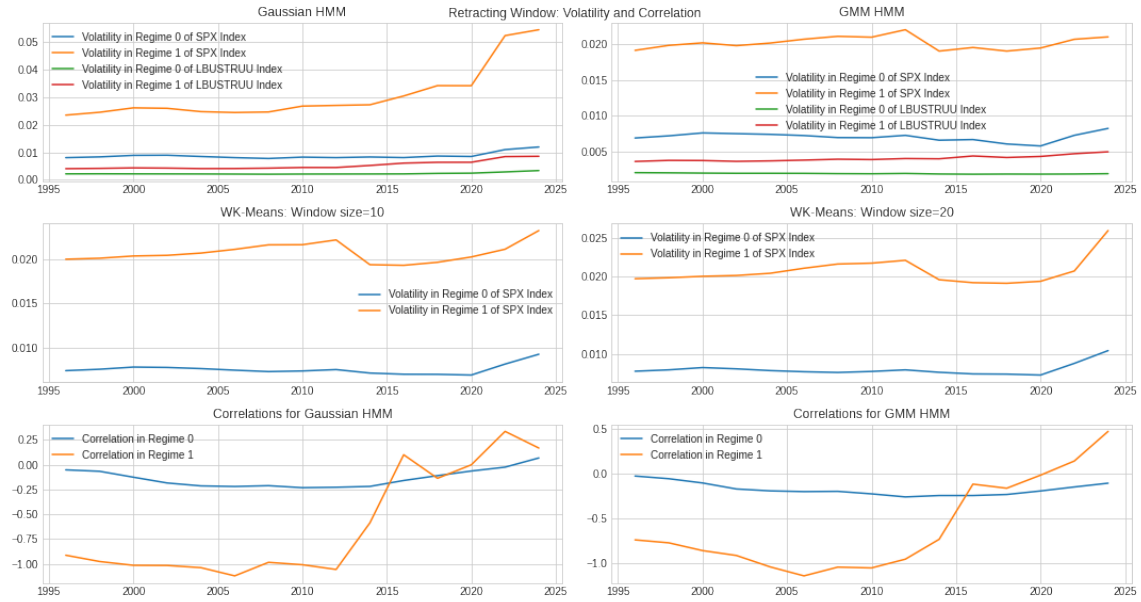 Retracting Window: Volatility and Correlation
Gaussian HMM
GMM HMM
Volatility in Regime 0 of SPX Index
Volatility in Regime 1 of SPX Index
Volatility in Regime 0 of LBUSTRUU Index
Volatility in Regime 1 of LBUSTRUU Index
0.05
0.04
0.03
0.02
0.01
0.00
1995 2000 2005 2010 2015 2020 2025
Volatility in Regime 0 of SPX Index
Volatility in Regime 1 of SPX Index
Volatility in Regime 0 of LBUSTRUU Index
Volatility in Regime 1 of LBUSTRUU Index
0.020
0.015
0.010
0.005
1995 2000 2005 2010 2015 2020 2025
WK-Means: Window size=10
Volatility in Regime 0 of SPX Index
Volatility in Regime 1 of SPX Index
0.020
0.015
0.010
1995 2000 2005 2010 2015 2020 2025
WK-Means: Window size=20
Volatility in Regime 0 of SPX Index
Volatility in Regime 1 of SPX Index
0.025
0.020
0.015
0.010
1995 2000 2005 2010 2015 2020 2025
Correlations for Gaussian HMM
Correlation in Regime 0
Correlation in Regime 1
0.25
0.00
−0.25
−0.50
−0.75
−1.00
1995 2000 2005 2010 2015 2020 2025
Correlations for GMM HMM
Correlation in Regime 0
Correlation in Regime 1
0.5
0.0
−0.5
−1.0
1995 2000 2005 2010 2015 2020 2025